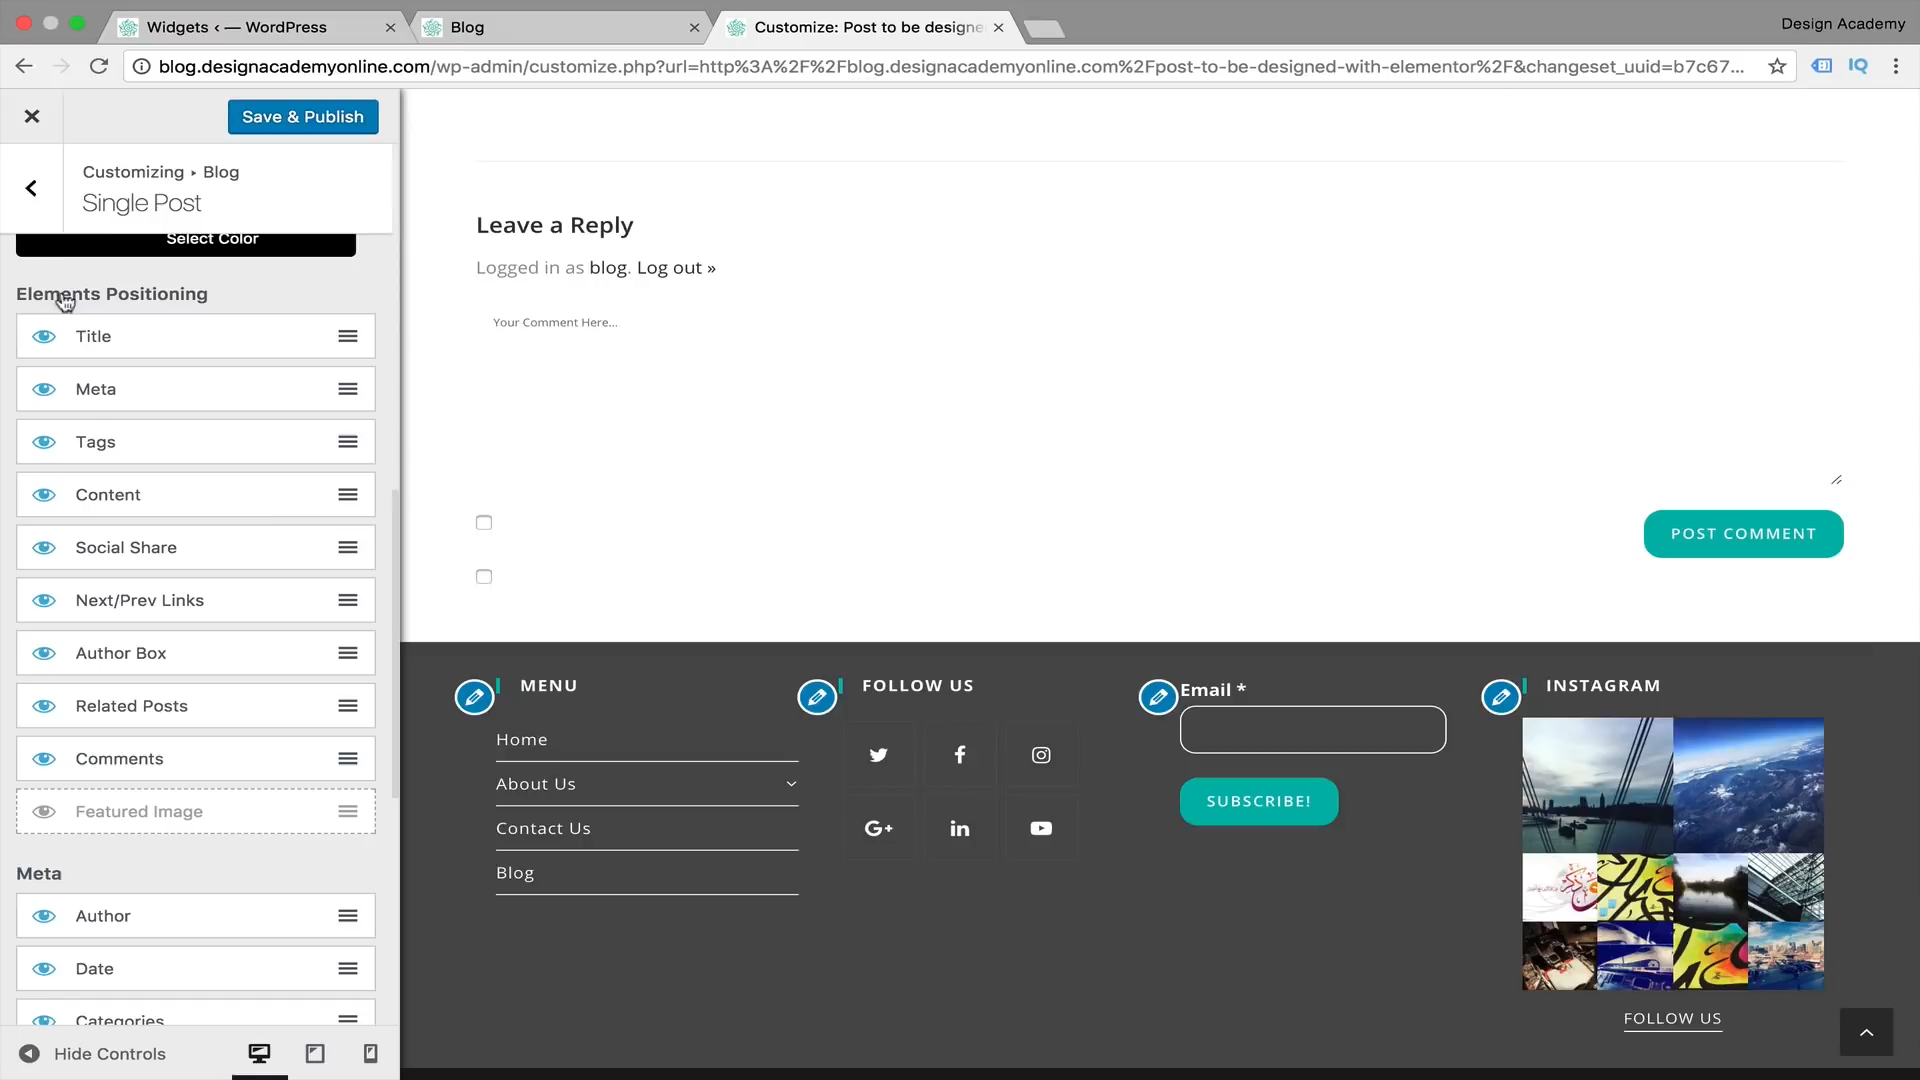 Widgets ‹ — WordPress
Blog
Customize: Post to be designe
Design Academy
blog.designacademyonline.com/wp-admin/customize.php?url=http%3A%2F%2Fblog.designacademyonline.com%2Fpost-to-be-designed-with-elementor%2F&changeset_uuid=b7c67...
IQ
Save & Publish
Customizing ▸ Blog
Single Post
Select Color
Elements Positioning
Title
Meta
Tags
Content
Social Share
Next/Prev Links
Author Box
Related Posts
Comments
Featured Image
Meta
Author
Date
Categories
Hide Controls
Leave a Reply
Logged in as blog. Log out »
Your Comment Here...
POST COMMENT
MENU
Home
About Us
Contact Us
Blog
FOLLOW US
Email *
SUBSCRIBE!
INSTAGRAM
FOLLOW US